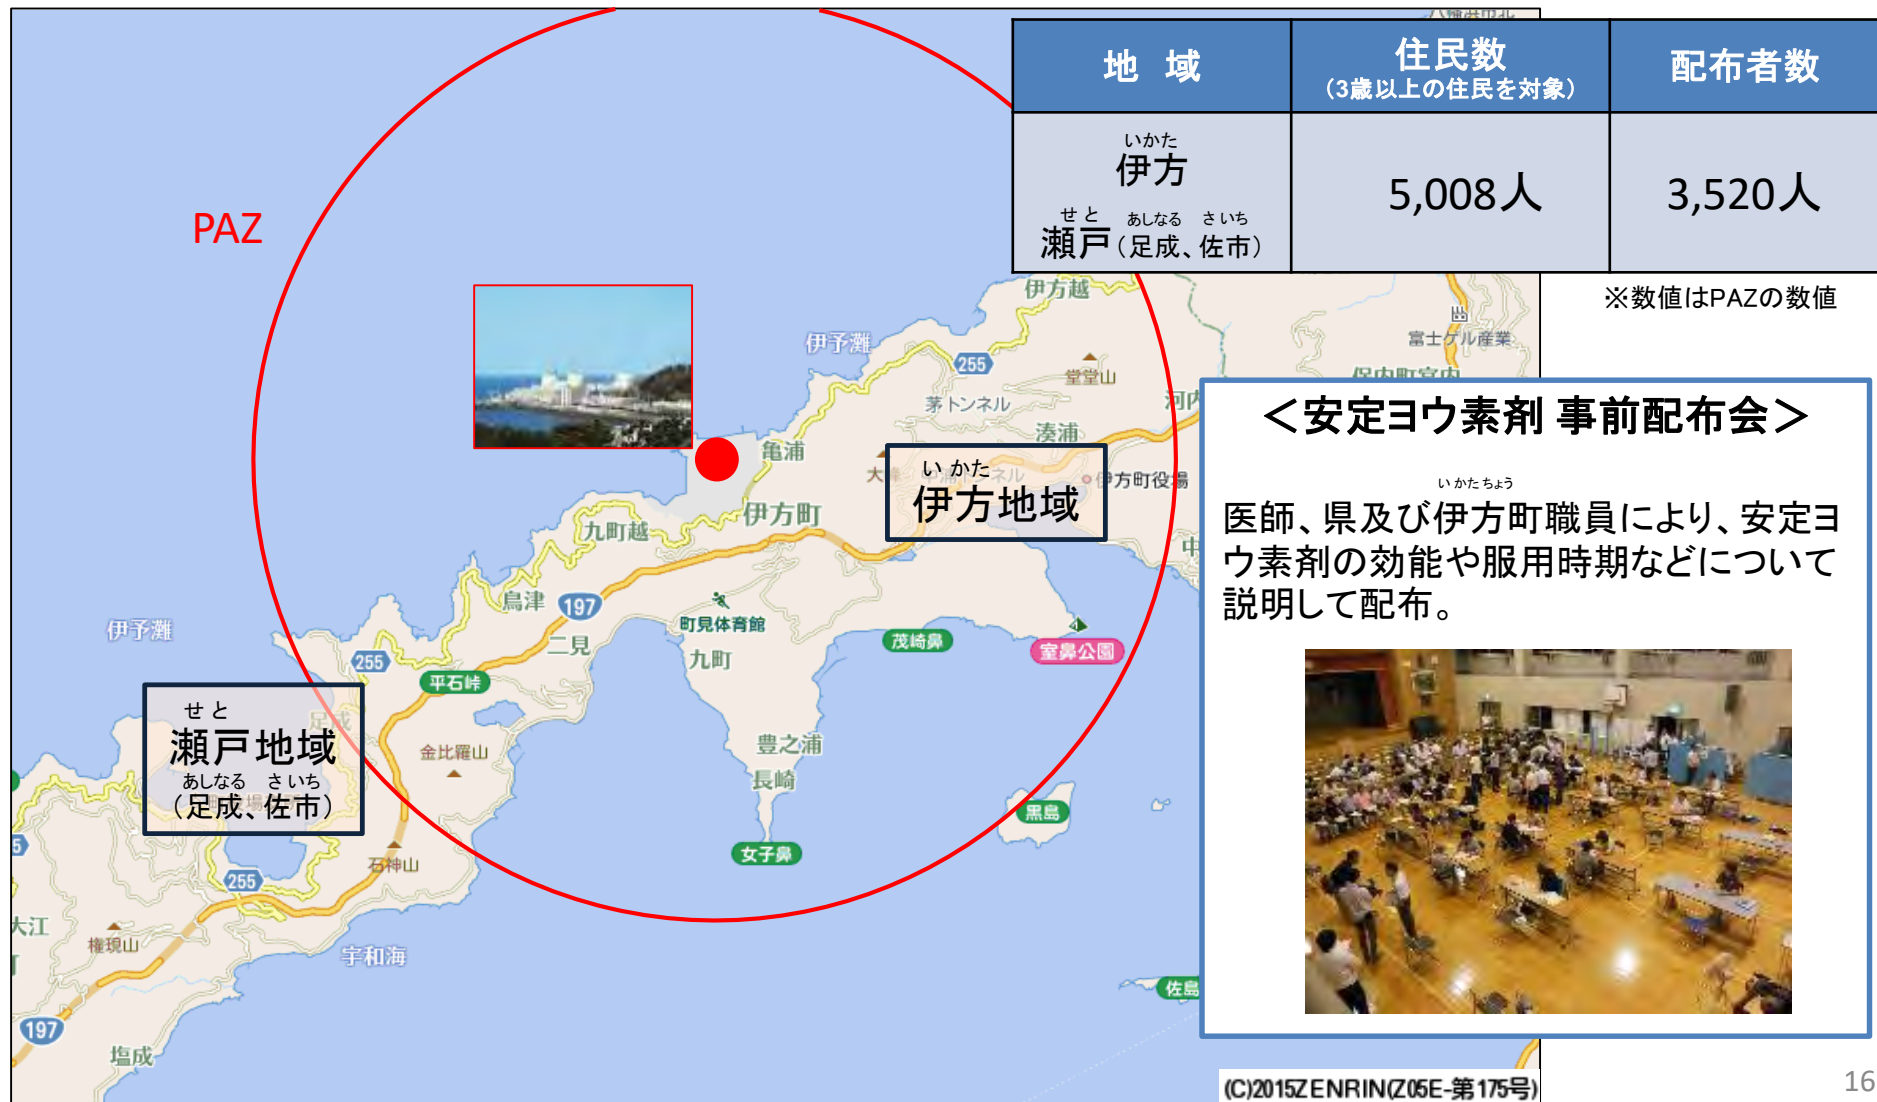 地 域
住民数
（3歳以上の住民を対象）
配布者数
いかた
伊方
せと あしなる さいち
瀬戸（足成、佐市）
5,008人
3,520人
※数値はPAZの数値
PAZ
伊方越
伊予灘
255
堂堂山
富士ゲル産業
茅トンネル
湊浦
亀浦
伊方町役場
いかた
伊方地域
伊方町
九町越
鳥津
197
二見
町見体育館
九町
茂崎鼻
室鼻公園
伊予灘
255
平石峠
足成
せと
瀬戸地域
あしなる さいち
（足成、佐市）
金比羅山
豊之浦
長崎
黒島
女子鼻
石神山
255
大江
権現山
宇和海
佐島
197
塩成
＜安定ヨウ素剤 事前配布会＞
いかたちょう
医師、県及び伊方町職員により、安定ヨ
ウ素剤の効能や服用時期などについて
説明して配布。
(C)2015ZENRIN(Z05E-第175号)
16